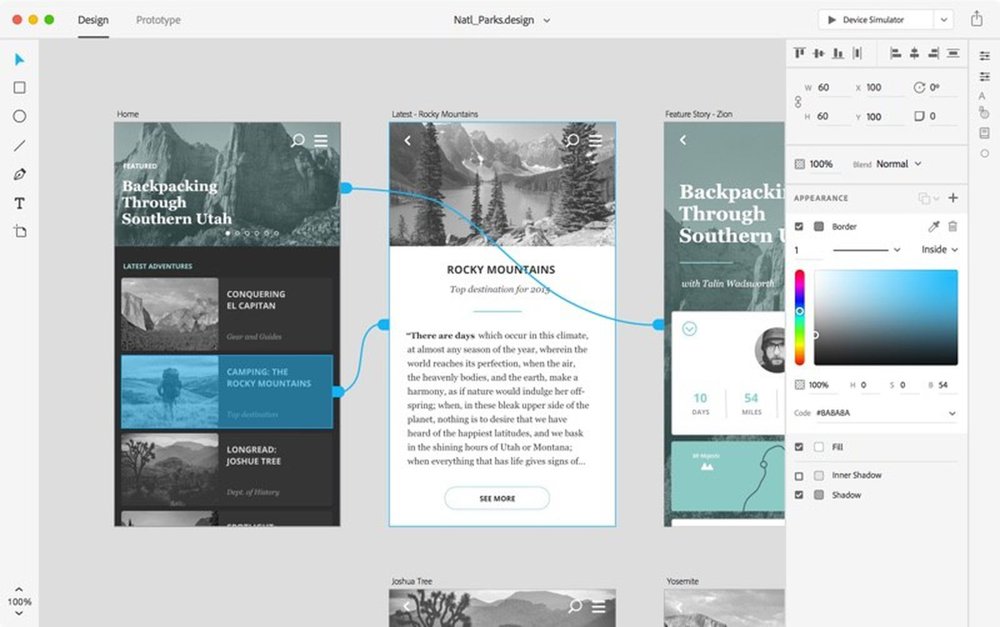 Design
Prototype
Natl_Parks.design
Device Simulator
W 60
X 100
0º
H 60
Y 100
0
100%
Blend Normal
APPEARANCE
Border
1
Inside
100%
H 0
S 0
B 54
Code #8A8A8A
Fill
Inner Shadow
Shadow
A
T
100%
Home
FEATURED
Backpacking
Through
Southern Utah
LATEST ADVENTURES
CONQUERING
EL CAPITAN
Gear and Guides
CAMPING: THE
ROCKY MOUNTAINS
Top destination
LONGREAD:
JOSHUE TREE
Dept. of History
Latest - Rocky Mountains
ROCKY MOUNTAINS
Top destination for 2015
"There are days which occur in this climate,
at almost any season of the year, wherein the
world reaches its perfection, when the air,
the heavenly bodies, and the earth, make a
harmony, as if nature would indulge her off-
spring; when, in these bleak upper side of the
planet, nothing is to desire that we have
heard of the happiest latitudes, and we bask
in the shining hours of Utah or Montana;
when everything that has life gives signs of...
SEE MORE
Feature Story - Zion
Backpacki
Through
Southern U
with Talin Wadsworth
10
DAYS
54
MILES
Mt Majestic
Joshua Tree
Yosemite